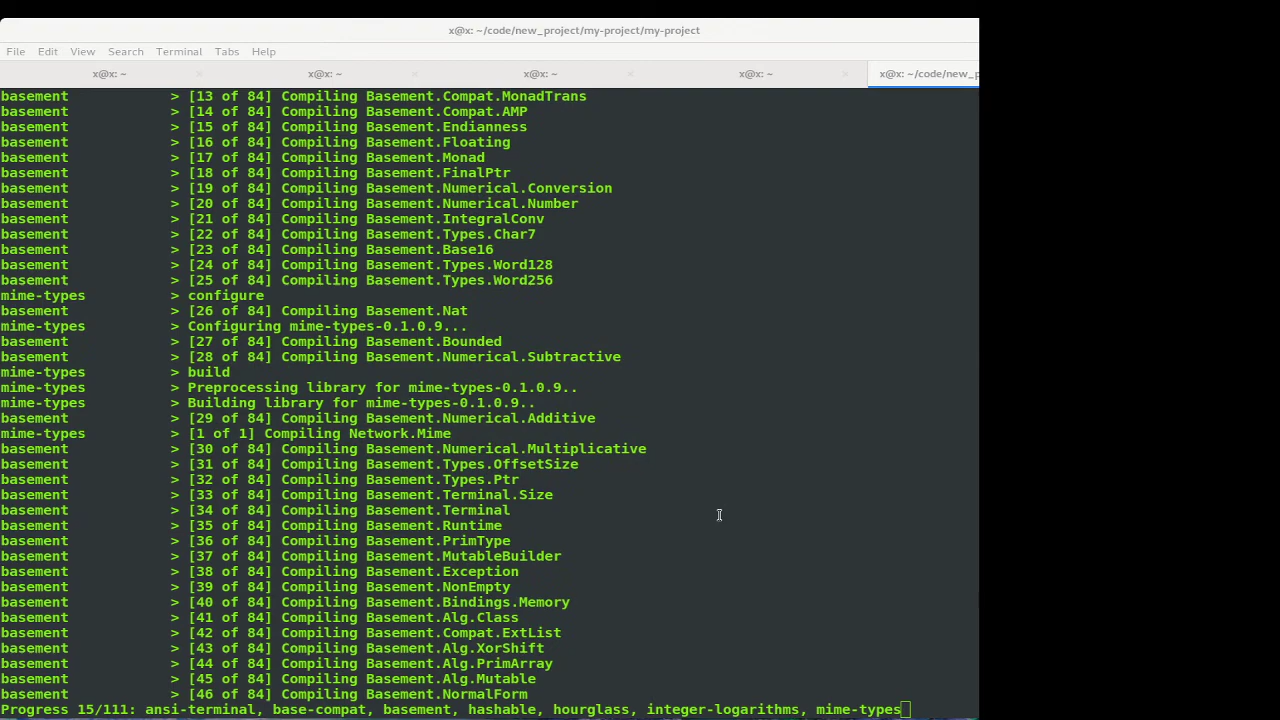 x@x: ~/code/new_project/my-project/my-project
File Edit View Search Terminal Tabs Help
x@x: ~ × x@x: ~ × x@x: ~ × x@x: ~ × x@x: ~/code/new_p
basement > [13 of 84] Compiling Basement.Compat.MonadTrans
basement > [14 of 84] Compiling Basement.Compat.AMP
basement > [15 of 84] Compiling Basement.Endianness
basement > [16 of 84] Compiling Basement.Floating
basement > [17 of 84] Compiling Basement.Monad
basement > [18 of 84] Compiling Basement.FinalPtr
basement > [19 of 84] Compiling Basement.Numerical.Conversion
basement > [20 of 84] Compiling Basement.Numerical.Number
basement > [21 of 84] Compiling Basement.IntegralConv
basement > [22 of 84] Compiling Basement.Types.Char7
basement > [23 of 84] Compiling Basement.Base16
basement > [24 of 84] Compiling Basement.Types.Word128
basement > [25 of 84] Compiling Basement.Types.Word256
mime-types > configure
basement > [26 of 84] Compiling Basement.Nat
mime-types > Configuring mime-types-0.1.0.9...
basement > [27 of 84] Compiling Basement.Bounded
basement > [28 of 84] Compiling Basement.Numerical.Subtractive
mime-types > build
mime-types > Preprocessing library for mime-types-0.1.0.9..
mime-types > Building library for mime-types-0.1.0.9..
basement > [29 of 84] Compiling Basement.Numerical.Additive
mime-types > [1 of 1] Compiling Network.Mime
basement > [30 of 84] Compiling Basement.Numerical.Multiplicative
basement > [31 of 84] Compiling Basement.Types.OffsetSize
basement > [32 of 84] Compiling Basement.Types.Ptr
basement > [33 of 84] Compiling Basement.Terminal.Size
basement > [34 of 84] Compiling Basement.Terminal
basement > [35 of 84] Compiling Basement.Runtime
basement > [36 of 84] Compiling Basement.PrimType
basement > [37 of 84] Compiling Basement.MutableBuilder
basement > [38 of 84] Compiling Basement.Exception
basement > [39 of 84] Compiling Basement.NonEmpty
basement > [40 of 84] Compiling Basement.Bindings.Memory
basement > [41 of 84] Compiling Basement.Alg.Class
basement > [42 of 84] Compiling Basement.Compat.ExtList
basement > [43 of 84] Compiling Basement.Alg.XorShift
basement > [44 of 84] Compiling Basement.Alg.PrimArray
basement > [45 of 84] Compiling Basement.Alg.Mutable
basement > [46 of 84] Compiling Basement.NormalForm
Progress 15/111: ansi-terminal, base-compat, basement, hashable, hourglass, integer-logarithms, mime-types